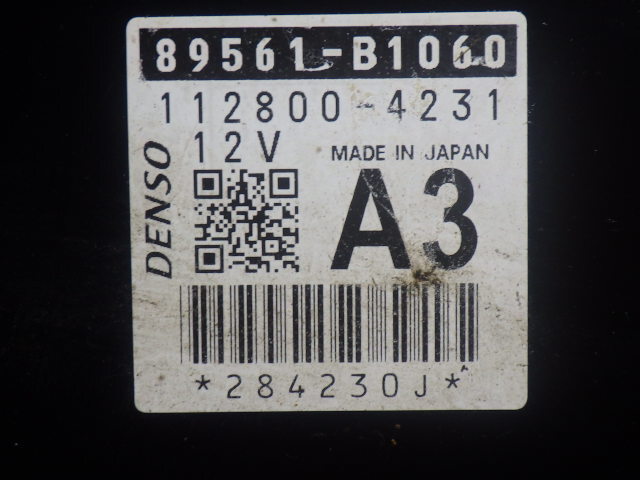 89561-B1060
112800-4231
12V
MADE IN JAPAN
DENSO
A3
*284230J*